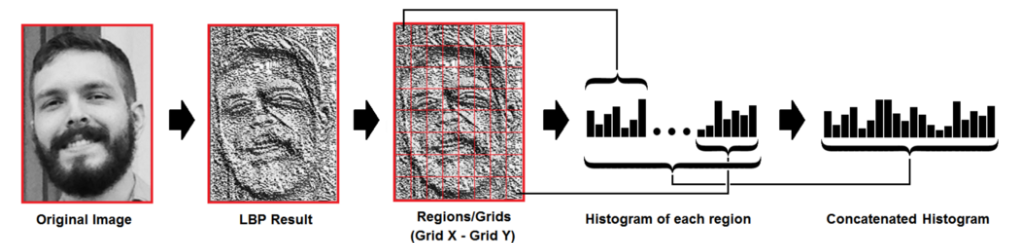 Original Image
LBP Result
Regions/Grids
(Grid X - Grid Y)
Histogram of each region
Concatenated Histogram